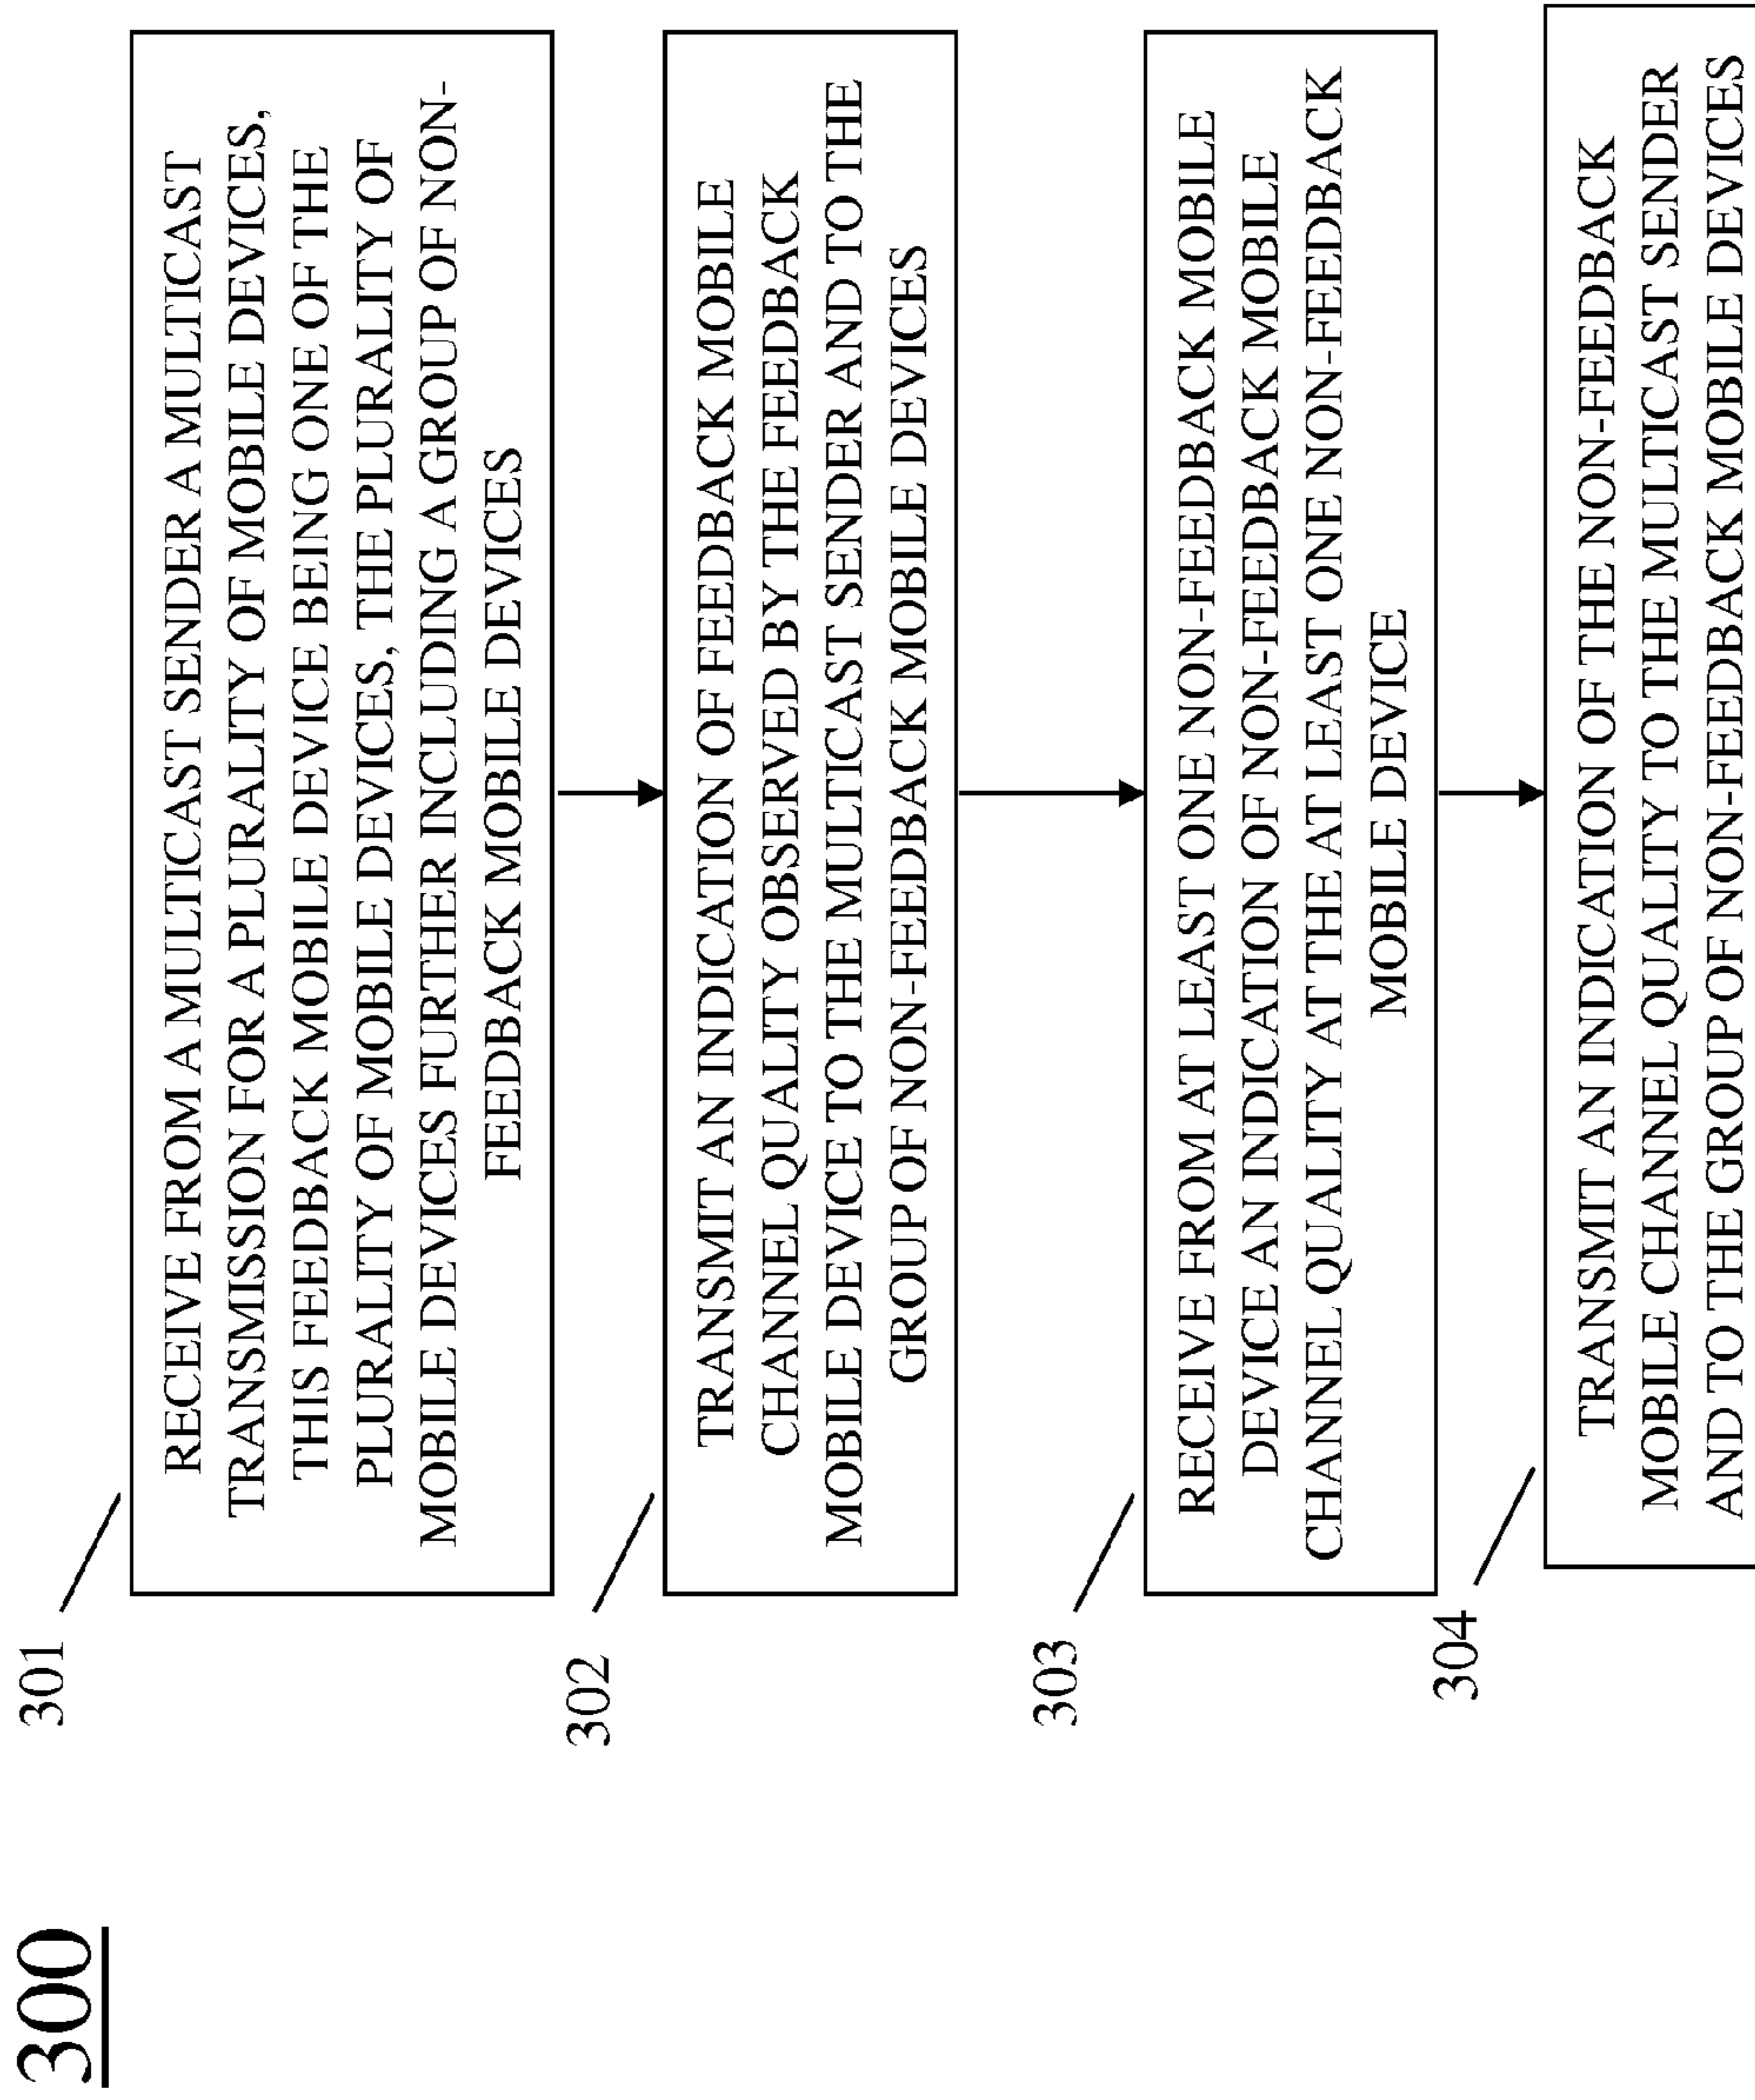 300
301
RECEIVE FROM A MULTICAST SENDER A MULTICAST
TRANSMISSION FOR A PLURALITY OF MOBILE DEVICES,
THIS FEEDBACK MOBILE DEVICE BEING ONE OF THE
PLURALITY OF MOBILE DEVICES, THE PLURALITY OF
MOBILE DEVICES FURTHER INCLUDING A GROUP OF NON-
FEEDBACK MOBILE DEVICES
302
TRANSMIT AN INDICATION OF FEEDBACK MOBILE
CHANNEL QUALITY OBSERVED BY THE FEEDBACK
MOBILE DEVICE TO THE MULTICAST SENDER AND TO THE
GROUP OF NON-FEEDBACK MOBILE DEVICES
303
RECEIVE FROM AT LEAST ONE NON-FEEDBACK MOBILE
DEVICE AN INDICATION OF NON-FEEDBACK MOBILE
CHANNEL QUALITY AT THE AT LEAST ONE NON-FEEDBACK
MOBILE DEVICE
304
TRANSMIT AN INDICATION OF THE NON-FEEDBACK
MOBILE CHANNEL QUALITY TO THE MULTICAST SENDER
AND TO THE GROUP OF NON-FEEDBACK MOBILE DEVICES